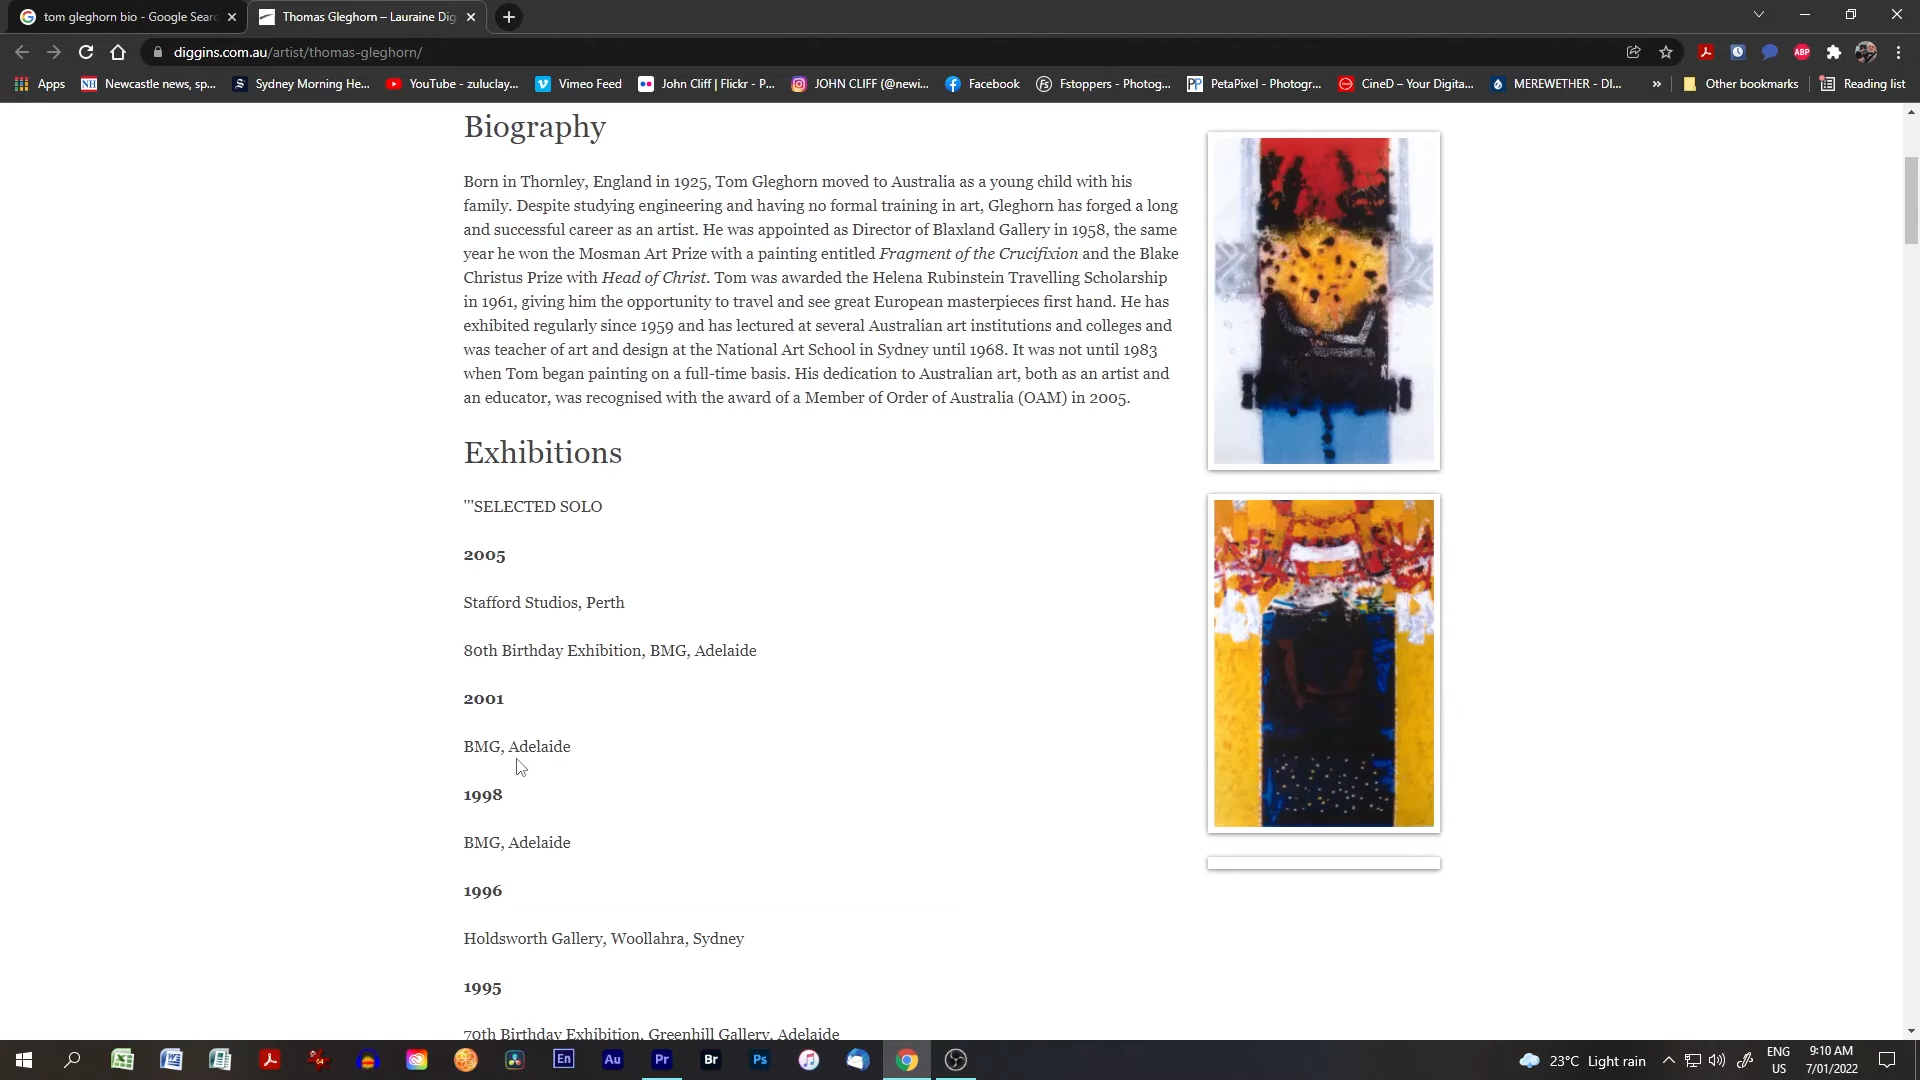 tom gleghorn bio - Google Searc
Thomas Gleghorn – Lauraine Dig
diggins.com.au/artist/thomas-gleghorn/
ABP
Apps
NH Newcastle news, sp...
Sydney Morning He...
YouTube - zuluclay...
Vimeo Feed
John Cliff | Flickr - P...
JOHN CLIFF (@newi...
Facebook
Fs Fstoppers - Photog...
PP PetaPixel - Photogr...
CineD – Your Digita...
MEREWETHER - DI...
»
Other bookmarks
Reading list
Biography
Born in Thornley, England in 1925, Tom Gleghorn moved to Australia as a young child with his
family. Despite studying engineering and having no formal training in art, Gleghorn has forged a long
and successful career as an artist. He was appointed as Director of Blaxland Gallery in 1958, the same
year he won the Mosman Art Prize with a painting entitled Fragment of the Crucifixion and the Blake
Christus Prize with Head of Christ. Tom was awarded the Helena Rubinstein Travelling Scholarship
in 1961, giving him the opportunity to travel and see great European masterpieces first hand. He has
exhibited regularly since 1959 and has lectured at several Australian art institutions and colleges and
was teacher of art and design at the National Art School in Sydney until 1968. It was not until 1983
when Tom began painting on a full-time basis. His dedication to Australian art, both as an artist and
an educator, was recognised with the award of a Member of Order of Australia (OAM) in 2005.
Exhibitions
'''SELECTED SOLO
2005
Stafford Studios, Perth
80th Birthday Exhibition, BMG, Adelaide
2001
BMG, Adelaide
1998
BMG, Adelaide
1996
Holdsworth Gallery, Woollahra, Sydney
1995
70th Birthday Exhibition, Greenhill Gallery, Adelaide
64
En
Au
Pr
Br
Ps
23°C Light rain
ENG
US
9:10 AM
7/01/2022